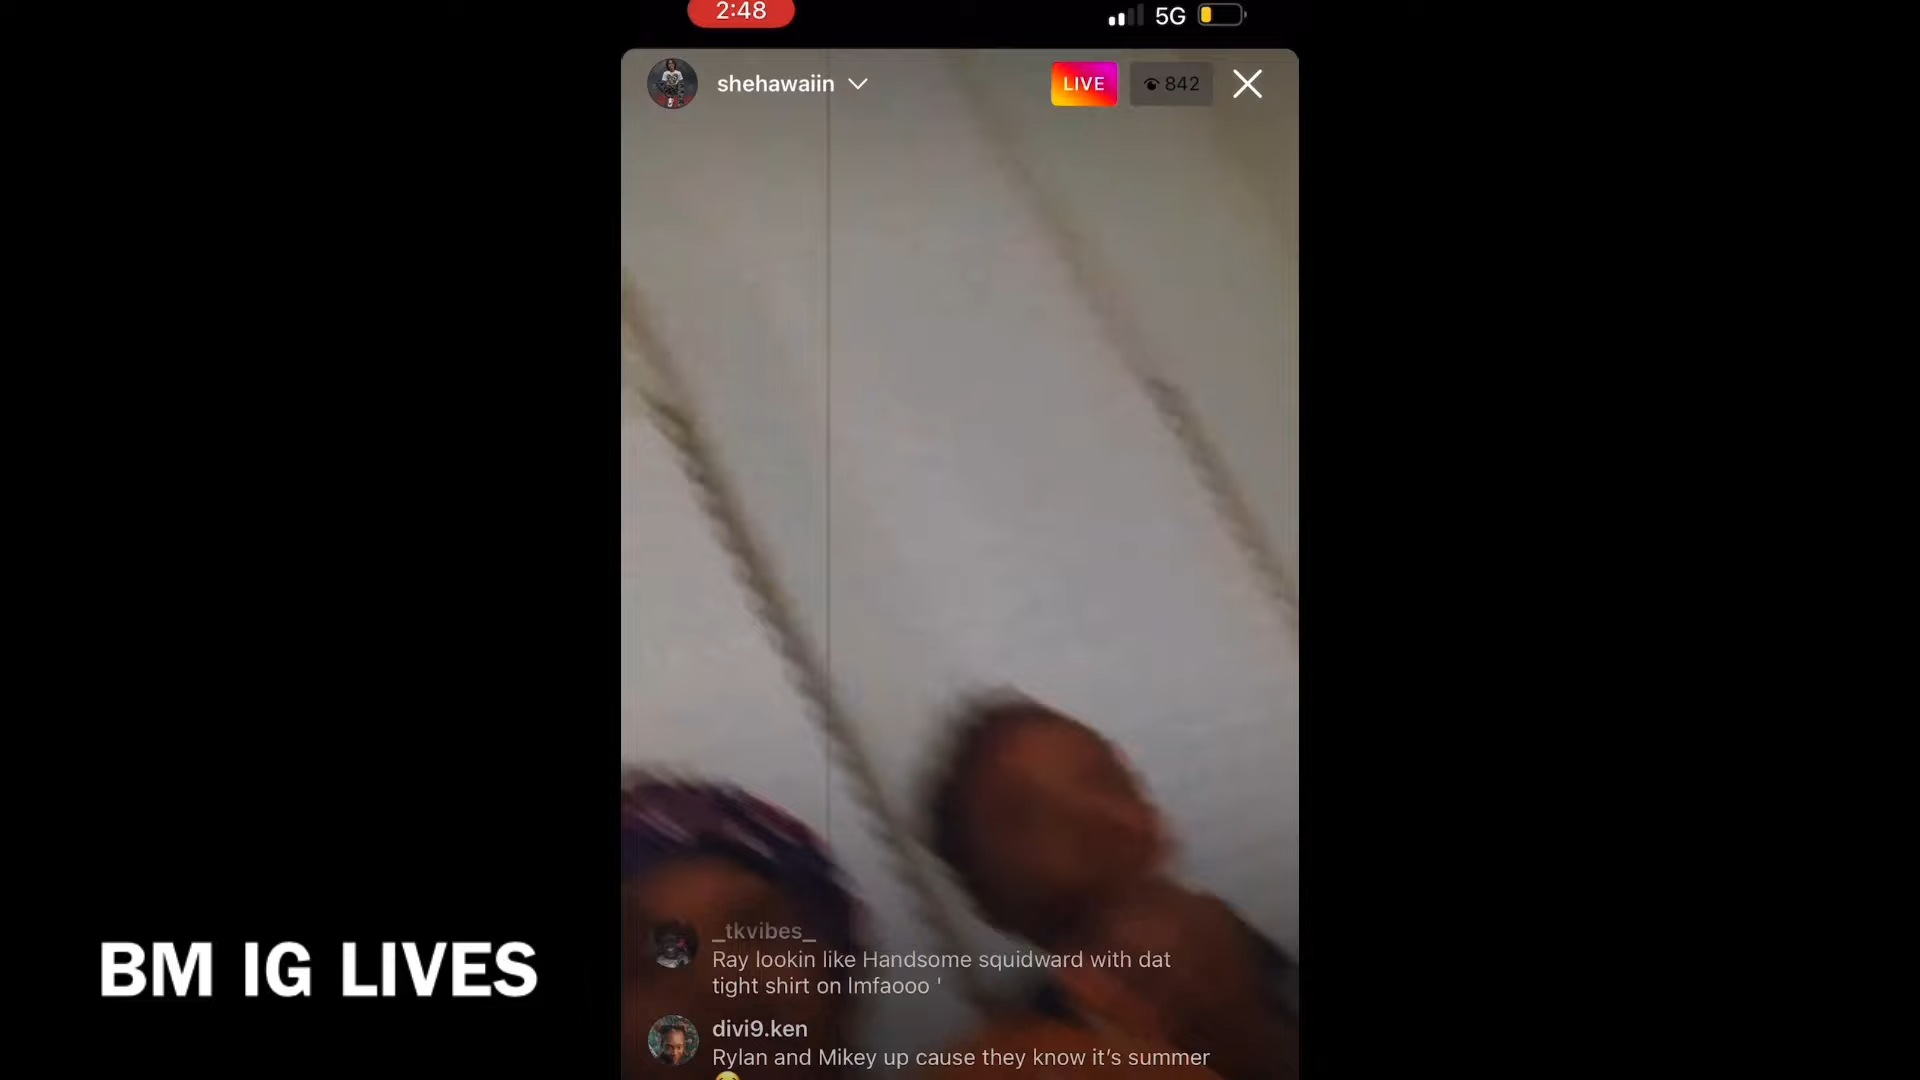 2:48
5G
shehawaiin
LIVE
842
_tkvibes_
Ray lookin like Handsome squidward with dat
tight shirt on lmfaooo '
divi9.ken
Rylan and Mikey up cause they know it’s summer
BM IG LIVES